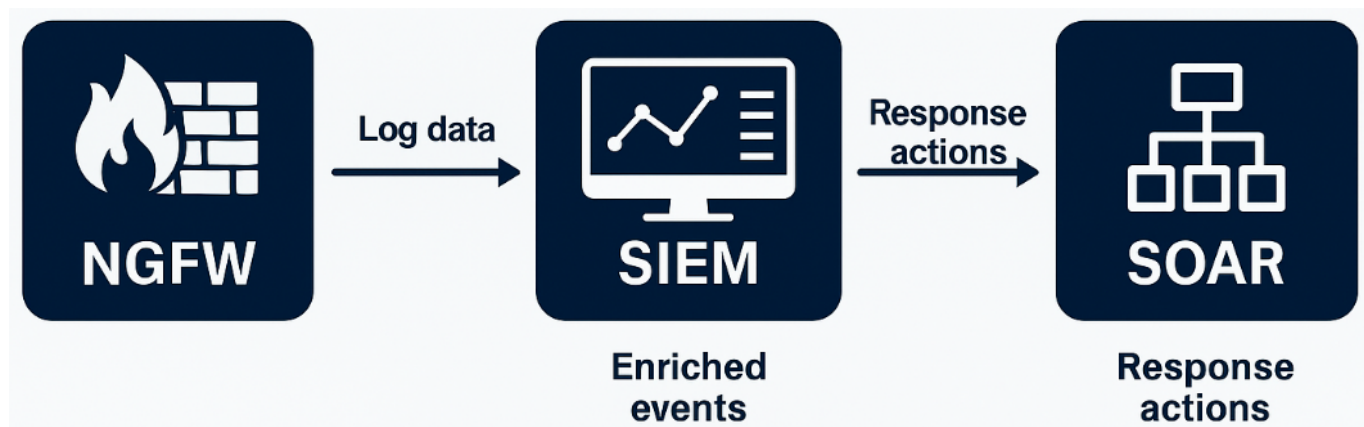 NGFW
Log data
SIEM
Enriched
events
Response
actions
SOAR
Response
actions